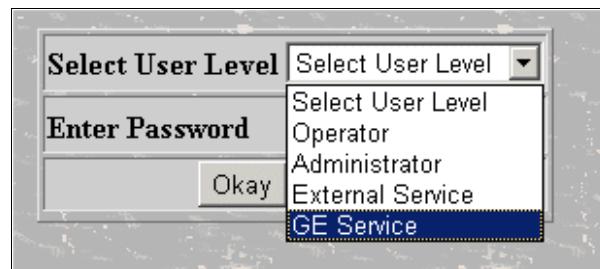 Select User Level Select User Level
Select User Level
Enter Password Operator
Administrator
Okay External Service
GE Service